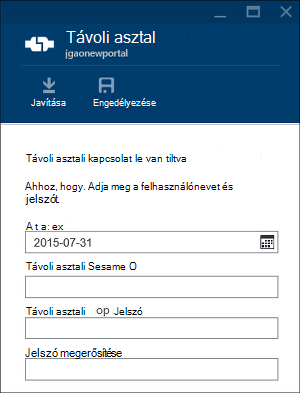 Távoli asztal
jgaonewportal
Javítása Engedélyezése
Távoli asztali kapcsolat le van tiltva
Ahhoz, hogy. Adja meg a felhasználónevet és
jelszót.
A t a: ex
2015-07-31
Távoli asztali Sesame O
Távoli asztali op Jelszó
Jelszó megerősítése